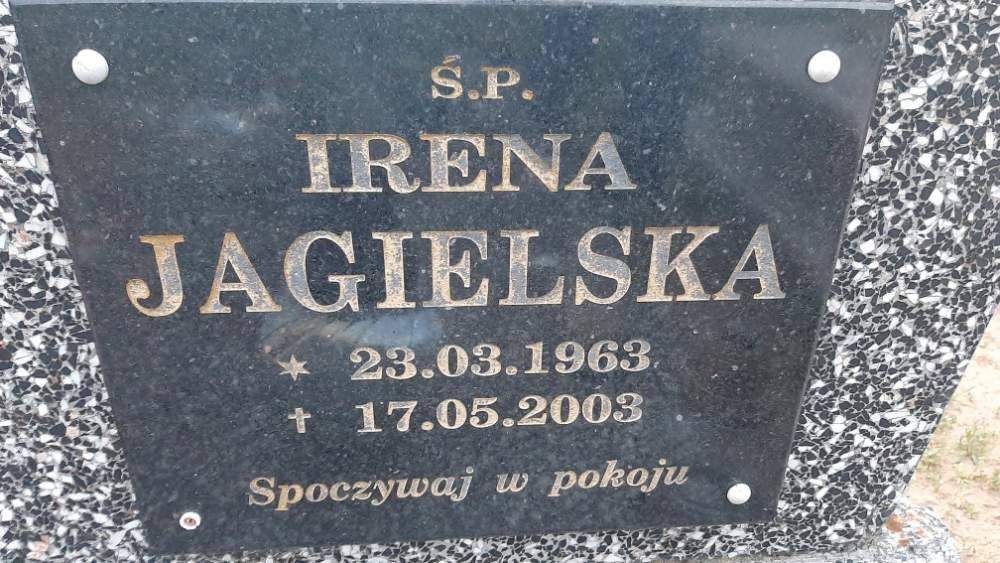 Ś.P.
IRENA
JAGIELSKA
✶ 23.03.1963
✝ 17.05.2003
Spoczywaj w pokoju